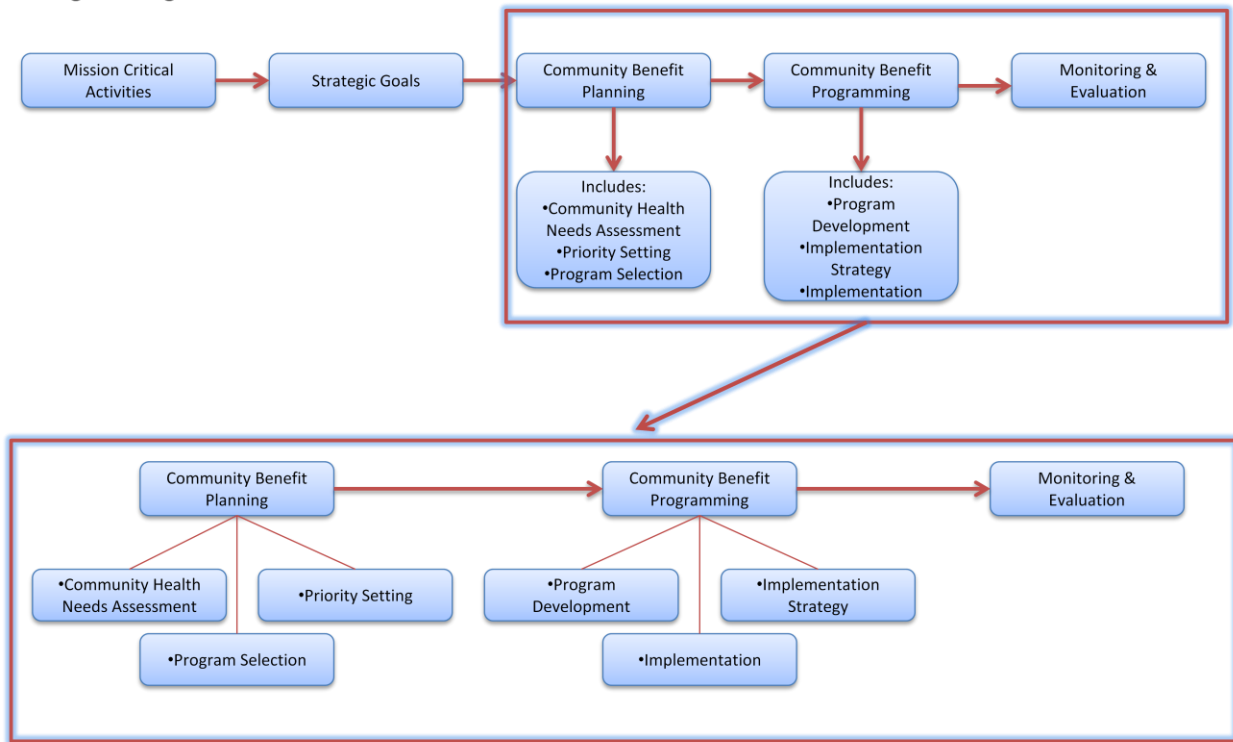 Mission Critical
Activities
Strategic Goals
Community Benefit
Planning
Community Benefit
Programming
Monitoring &
Evaluation
Includes:
•Community Health
Needs Assessment
•Priority Setting
•Program Selection
Includes:
•Program
Development
•Implementation
Strategy
•Implementation
Community Benefit
Planning
Community Benefit
Programming
Monitoring &
Evaluation
•Community Health
Needs Assessment
•Priority Setting
•Program Selection
•Program
Development
•Implementation
Strategy
•Implementation